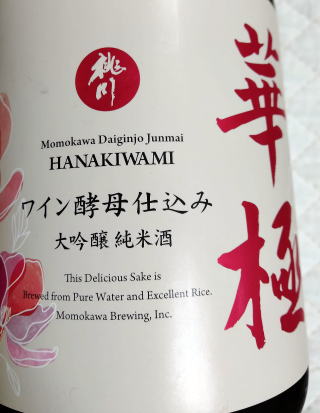 桃川
華極
Momokawa Daiginjo Junmai
HANAKIWAMI
ワイン酵母仕込み
大吟醸 純米酒
This Delicious Sake is
Brewed from Pure Water and Excellent Rice.
Momokawa Brewing, Inc.